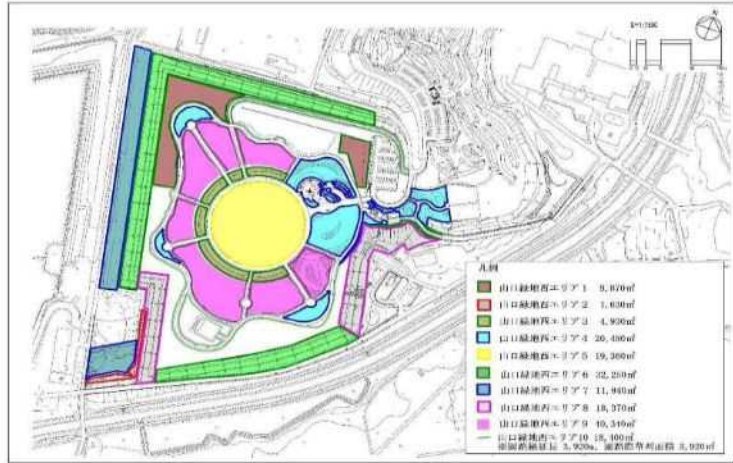 凡例
山口緑地西エリア1 8,870㎡
山口緑地西エリア2 1,030㎡
山口緑地西エリア3 4,930㎡
山口緑地西エリア4 20,480㎡
山口緑地西エリア5 19,360㎡
山口緑地西エリア6 32,250㎡
山口緑地西エリア7 11,940㎡
山口緑地西エリア8 18,370㎡
山口緑地西エリア9 40,340㎡
山口緑地西エリア10 18,400㎡